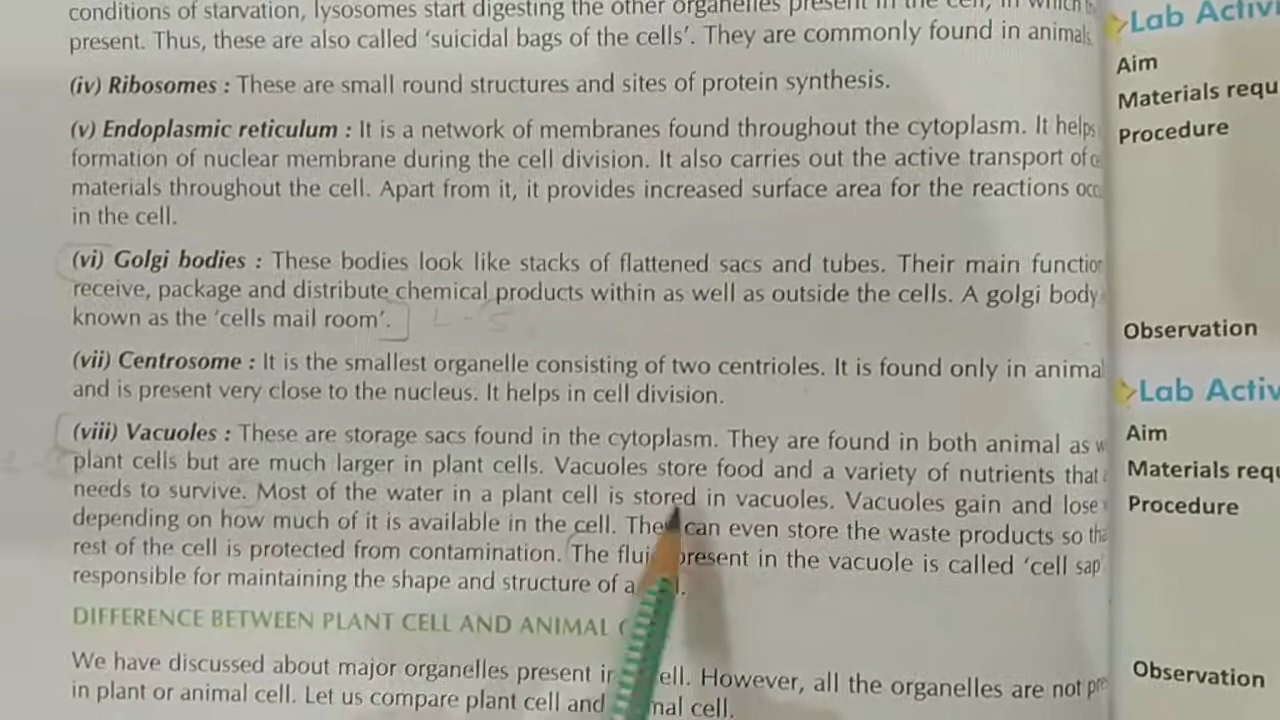 conditions of starvation, lysosomes start digesting the other organelles present in the cell, in which
present. Thus, these are also called ‘suicidal bags of the cells’. They are commonly found in animals
(iv) Ribosomes : These are small round structures and sites of protein synthesis.
(v) Endoplasmic reticulum : It is a network of membranes found throughout the cytoplasm. It helps
formation of nuclear membrane during the cell division. It also carries out the active transport of
materials throughout the cell. Apart from it, it provides increased surface area for the reactions
in the cell.
(vi) Golgi bodies : These bodies look like stacks of flattened sacs and tubes. Their main function
receive, package and distribute chemical products within as well as outside the cells. A golgi body
known as the ‘cells mail room’.
(vii) Centrosome : It is the smallest organelle consisting of two centrioles. It is found only in anima
and is present very close to the nucleus. It helps in cell division.
(viii) Vacuoles : These are storage sacs found in the cytoplasm. They are found in both animal as
plant cells but are much larger in plant cells. Vacuoles store food and a variety of nutrients that
needs to survive. Most of the water in a plant cell is stored in vacuoles. Vacuoles gain and lose
depending on how much of it is available in the cell. They can even store the waste products so
rest of the cell is protected from contamination. The fluid present in the vacuole is called ‘cell sap’
responsible for maintaining the shape and structure of a
DIFFERENCE BETWEEN PLANT CELL AND ANIMAL
We have discussed about major organelles present in cell. However, all the organelles are not
in plant or animal cell. Let us compare plant cell and animal cell.
Lab Activi
Aim
Materials requ
Procedure
Observation
Lab Activ
Aim
Materials requ
Procedure
Observation